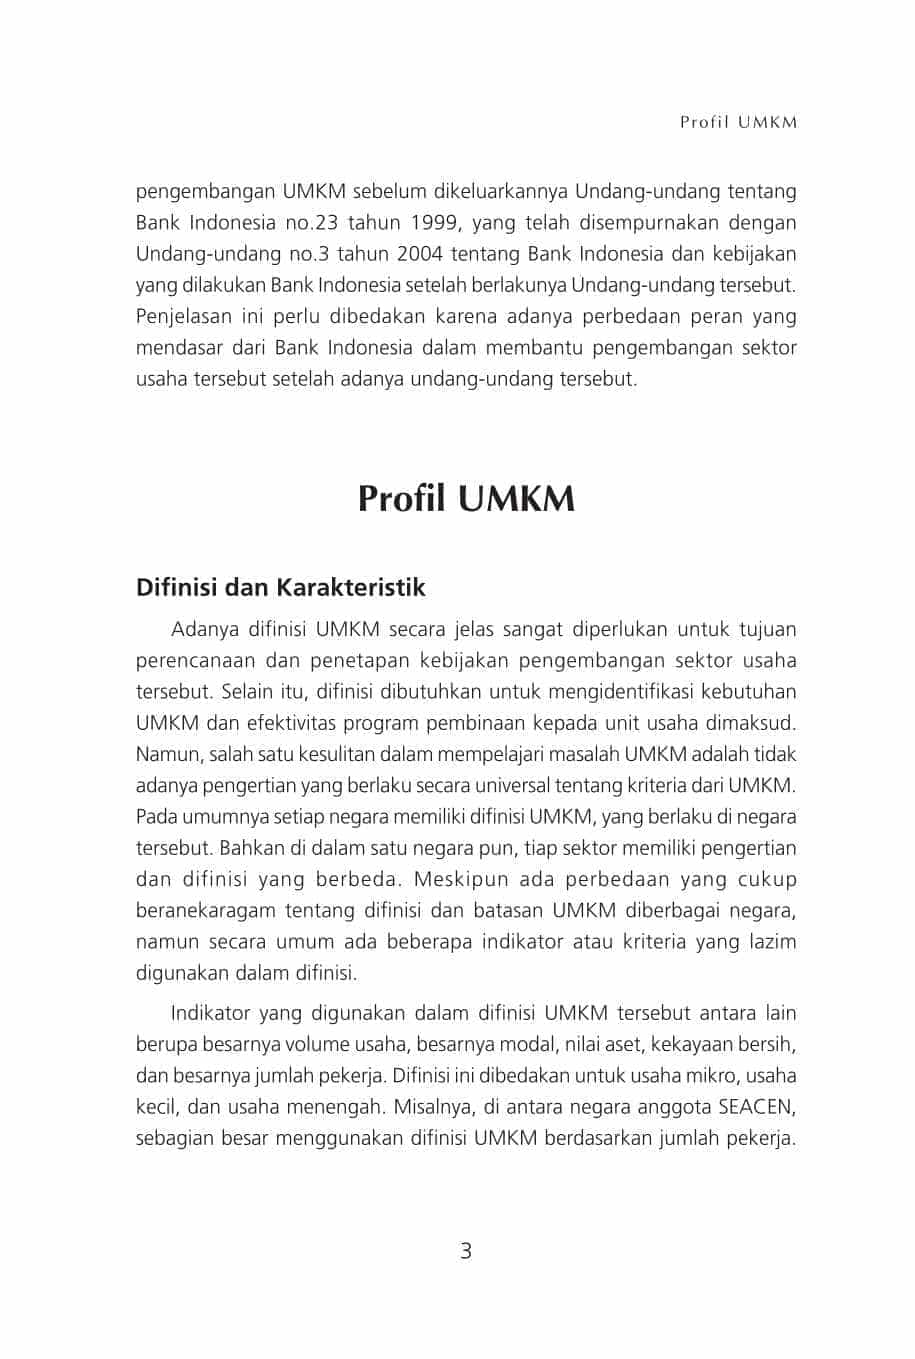 Profil UMKM
pengembangan UMKM sebelum dikeluarkannya Undang-undang tentang
Bank Indonesia no.23 tahun 1999, yang telah disempurnakan dengan
Undang-undang no.3 tahun 2004 tentang Bank Indonesia dan kebijakan
yang dilakukan Bank Indonesia setelah berlakunya Undang-undang tersebut.
Penjelasan ini perlu dibedakan karena adanya perbedaan peran yang
mendasar dari Bank Indonesia dalam membantu pengembangan sektor
usaha tersebut setelah adanya undang-undang tersebut.
Profil UMKM
Difinisi dan Karakteristik
Adanya difinisi UMKM secara jelas sangat diperlukan untuk tujuan
perencanaan dan penetapan kebijakan pengembangan sektor usaha
tersebut. Selain itu, difinisi dibutuhkan untuk mengidentifikasi kebutuhan
UMKM dan efektivitas program pembinaan kepada unit usaha dimaksud.
Namun, salah satu kesulitan dalam mempelajari masalah UMKM adalah tidak
adanya pengertian yang berlaku secara universal tentang kriteria dari UMKM.
Pada umumnya setiap negara memiliki difinisi UMKM, yang berlaku di negara
tersebut. Bahkan di dalam satu negara pun, tiap sektor memiliki pengertian
dan difinisi yang berbeda. Meskipun ada perbedaan yang cukup
beranekaragam tentang difinisi dan batasan UMKM diberbagai negara,
namun secara umum ada beberapa indikator atau kriteria yang lazim
digunakan dalam difinisi.
Indikator yang digunakan dalam difinisi UMKM tersebut antara lain
berupa besarnya volume usaha, besarnya modal, nilai aset, kekayaan bersih,
dan besarnya jumlah pekerja. Difinisi ini dibedakan untuk usaha mikro, usaha
kecil, dan usaha menengah. Misalnya, di antara negara anggota SEACEN,
sebagian besar menggunakan difinisi UMKM berdasarkan jumlah pekerja.
3